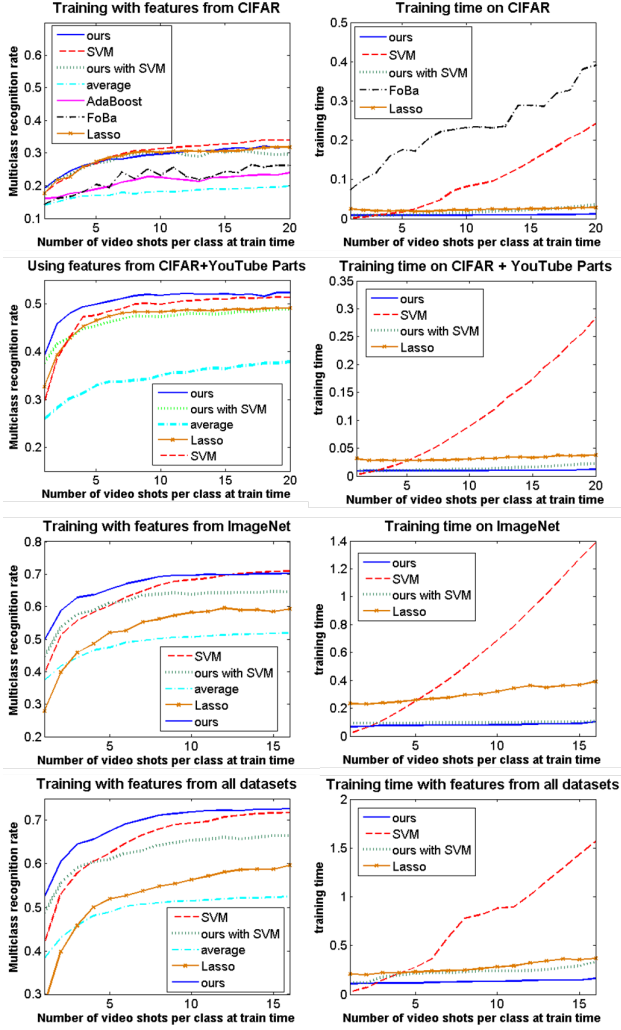 Training with features from CIFAR
Multiclass recognition rate
0.7
0.6
0.5
0.4
0.3
0.2
0.1
ours
SVM
ours with SVM
average
AdaBoost
FoBa
Lasso
5 10 15 20
Number of video shots per class at train time
Training time on CIFAR
training time
0.5
0.4
0.3
0.2
0.1
0
ours
SVM
ours with SVM
FoBa
Lasso
5 10 15 20
Number of video shots per class at train time
Using features from CIFAR+YouTube Parts
Multiclass recognition rate
0.5
0.4
0.3
0.2
ours
ours with SVM
average
Lasso
SVM
5 10 15 20
Number of video shots per class at train time
Training time on CIFAR + YouTube Parts
training time
0.35
0.3
0.25
0.2
0.15
0.1
0.05
0
ours
SVM
ours with SVM
Lasso
5 10 15 20
Number of video shots per class at train time
Training with features from ImageNet
Multiclass recognition rate
0.8
0.7
0.6
0.5
0.4
0.3
0.2
SVM
ours with SVM
average
Lasso
ours
5 10 15
Number of video shots per class at train time
Training time on ImageNet
training time
1.4
1.2
1
0.8
0.6
0.4
0.2
0
ours
SVM
ours with SVM
Lasso
5 10 15
Number of video shots per class at train time
Training with features from all datasets
Multiclass recognition rate
0.7
0.6
0.5
0.4
0.3
SVM
ours with SVM
average
Lasso
ours
5 10 15
Number of video shots per class at train time
Training time with features from all datasets
training time
2
1.5
1
0.5
0
ours
SVM
ours with SVM
Lasso
5 10 15
Number of video shots per class at train time